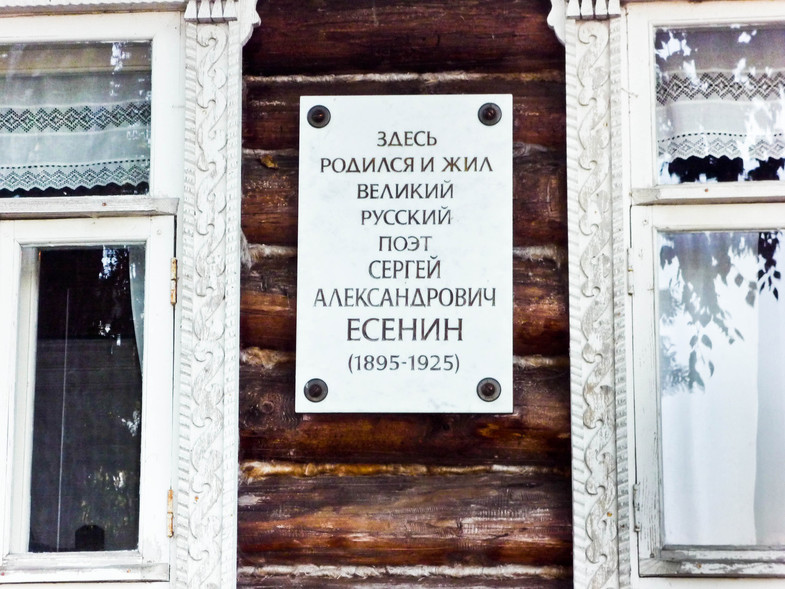 ЗДЕСЬ
РОДИЛСЯ И ЖИЛ
ВЕЛИКИЙ
РУССКИЙ
ПОЭТ
СЕРГЕЙ
АЛЕКСАНДРОВИЧ
ЕСЕНИН
(1895-1925)